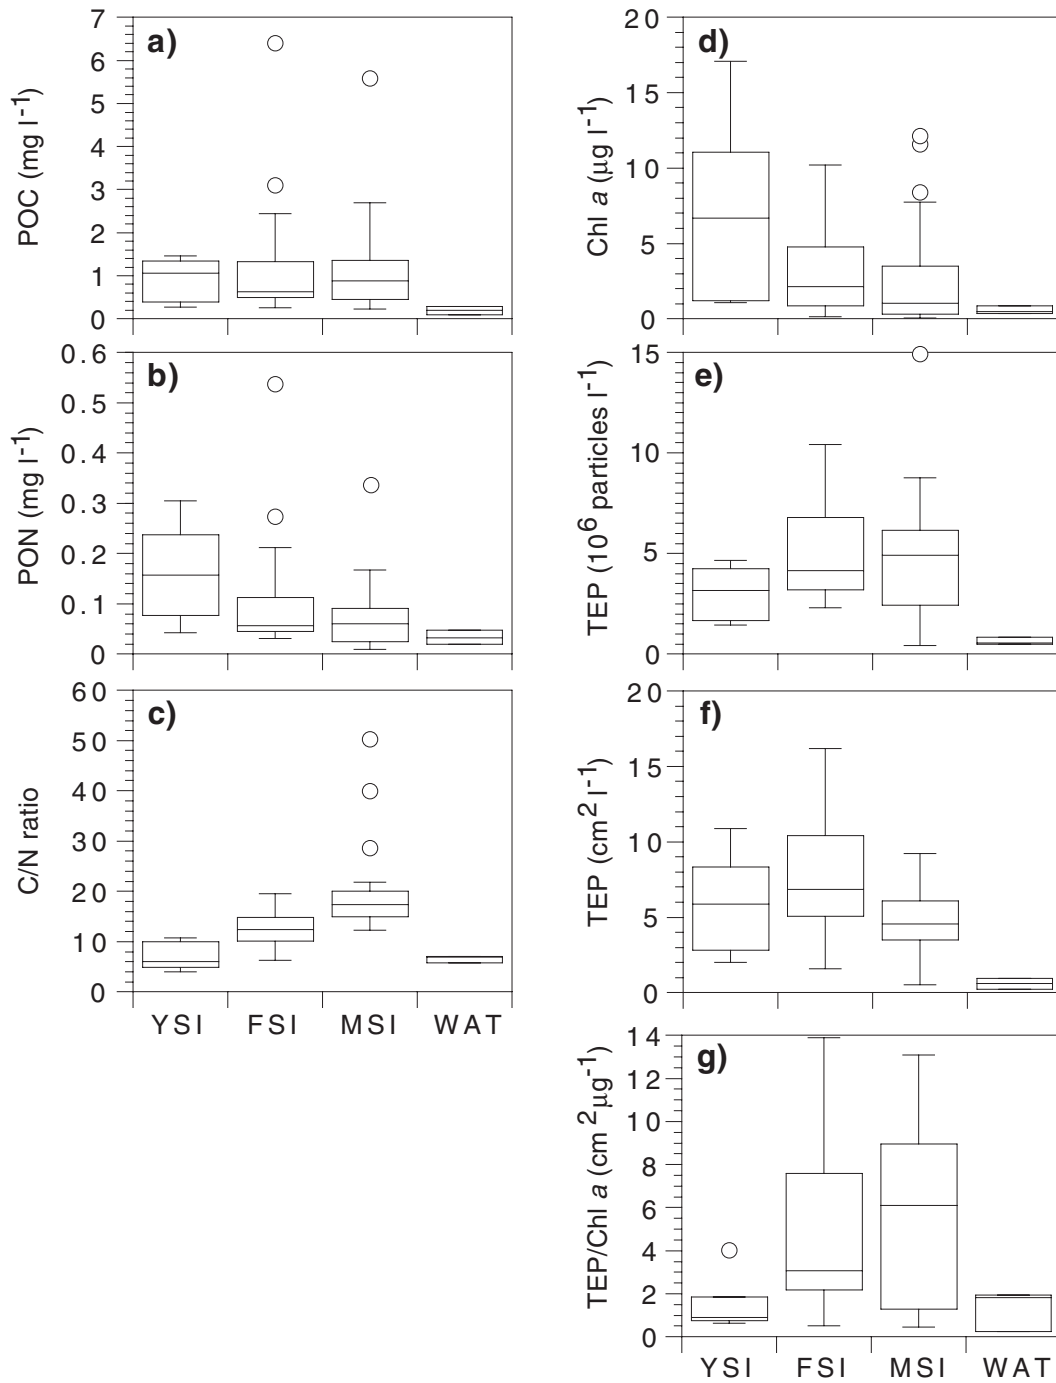 a)
POC (mg l-1)
7
6
5
4
3
2
1
0
b)
PON (mg l-1)
0.6
0.5
0.4
0.3
0.2
0.1
0
c)
C/N ratio
60
50
40
30
20
10
0
YSI FSI MSI WAT
d)
Chl a (μg l-1)
20
15
10
5
0
e)
TEP (10^6 particles l-1)
15
10
5
0
f)
TEP (cm2 l-1)
20
15
10
5
0
g)
TEP/Chl a (cm2 μg-1)
14
12
10
8
6
4
2
0
YSI FSI MSI WAT